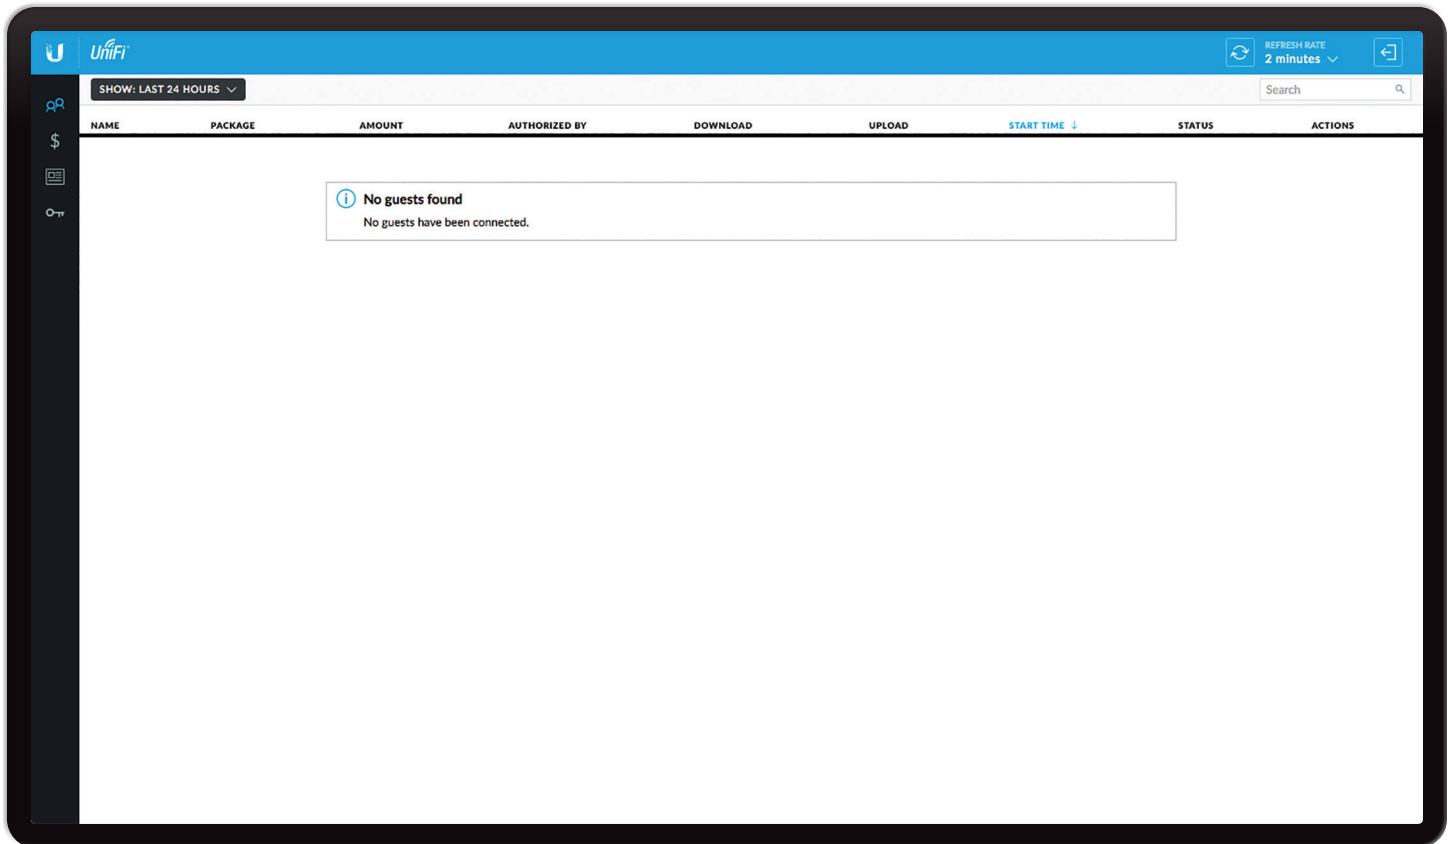 UniFi
REFRESH RATE
2 minutes
SHOW: LAST 24 HOURS
Search
NAME PACKAGE AMOUNT AUTHORIZED BY DOWNLOAD UPLOAD START TIME ↓ STATUS ACTIONS
$
i No guests found
No guests have been connected.